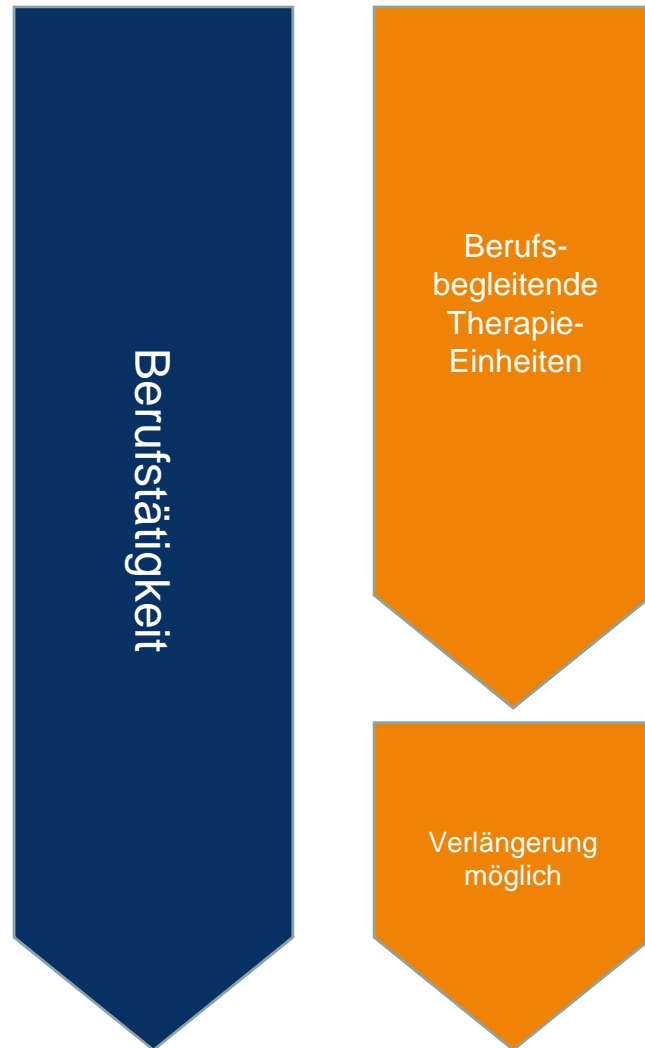 Berufstätigkeit
Berufs-
begleitende
Therapie-
Einheiten
Verlängerung
möglich